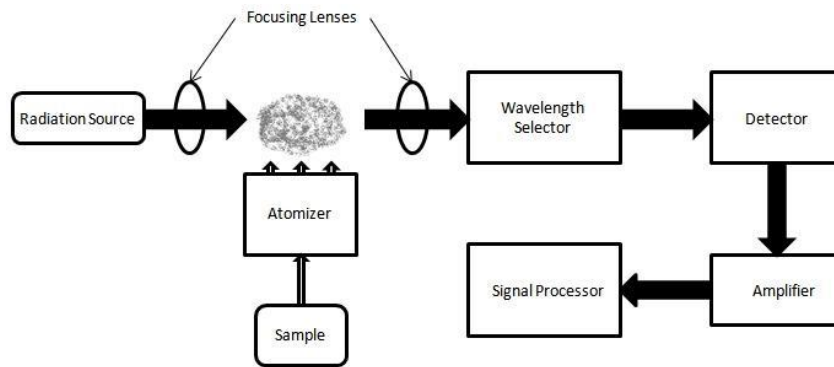 Focusing Lenses
Radiation Source
Wavelength
Selector
Detector
Atomizer
Signal Processor
Amplifier
Sample